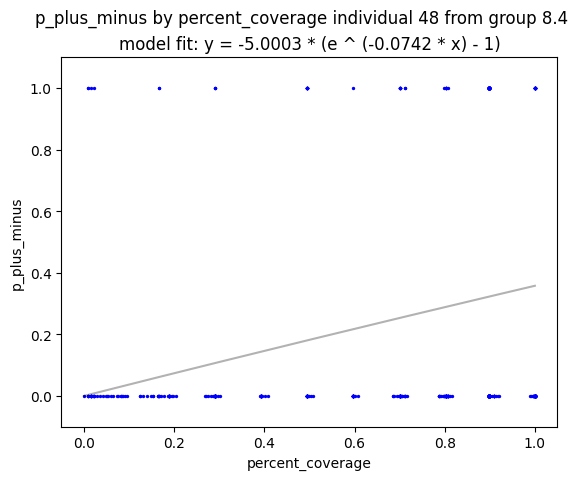 p_plus_minus by percent_coverage individual 48 from group 8.4
model fit: y = -5.0003 * (e ^ (-0.0742 * x) - 1)
1.0
0.8
0.6
0.4
0.2
0.0
p_plus_minus
0.0 0.2 0.4 0.6 0.8 1.0
percent_coverage